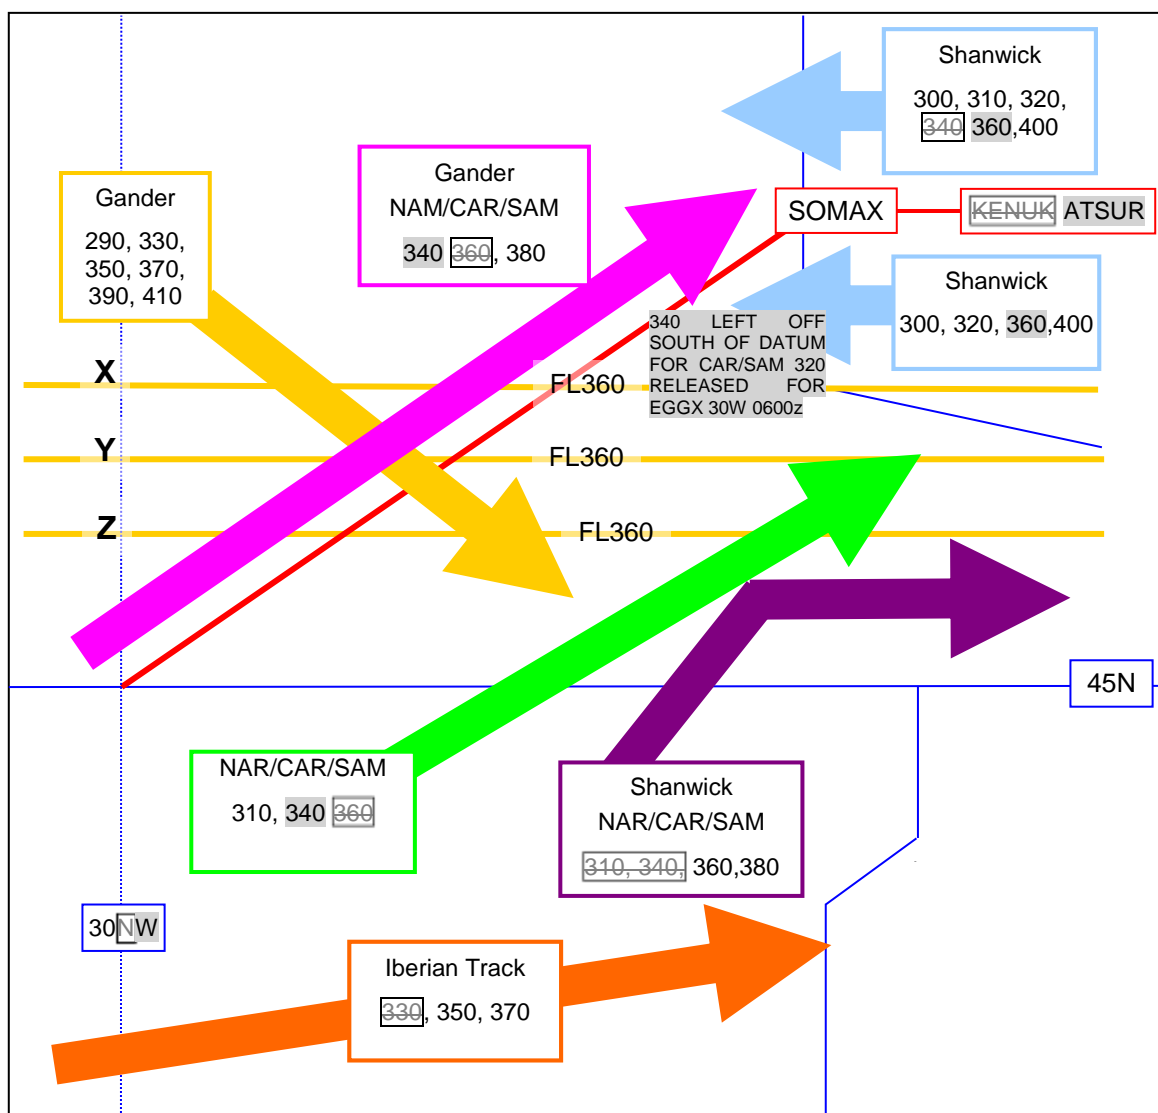 Shanwick
300, 310, 320,
340 360,400
Gander
NAM/CAR/SAM
340 360, 380
Gander
290, 330,
350, 370,
390, 410
SOMAX
KENUK ATSUR
Shanwick
300, 320, 360,400
340 LEFT OFF
SOUTH OF DATUM
FOR CAR/SAM 320
RELEASED FOR
EGGX 30W 0600z
X
FL360
Y
FL360
Z
FL360
45N
NAR/CAR/SAM
310, 340 360
Shanwick
NAR/CAR/SAM
310, 340, 360,380
30NW
Iberian Track
330, 350, 370